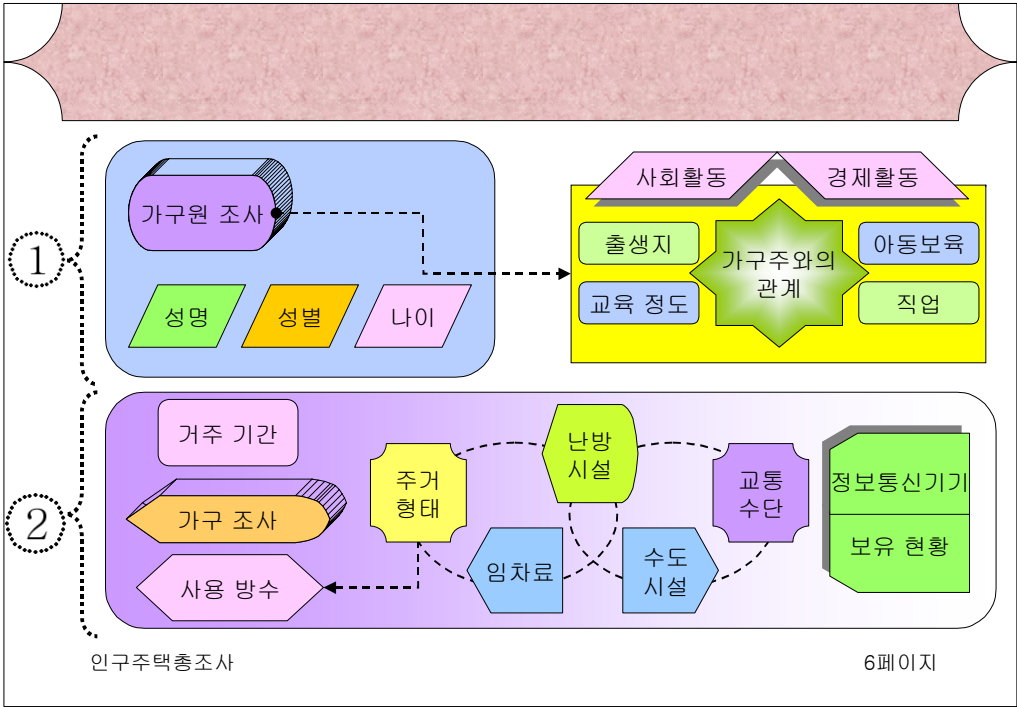 1
가구원 조사
성명
성별
나이
사회활동
경제활동
출생지
아동보육
가구주와의
관계
교육 정도
직업
2
거주 기간
가구 조사
사용 방수
주거
형태
난방
시설
임차료
수도
시설
교통
수단
정보통신기기
보유 현황
인구주택총조사
6페이지